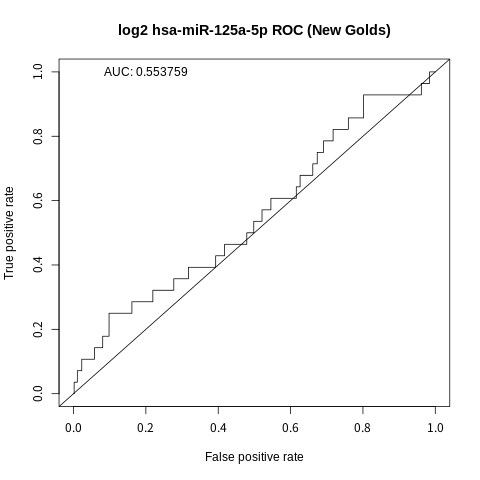 log2 hsa-miR-125a-5p ROC (New Golds)
AUC: 0.553759
True positive rate
1.0
0.8
0.6
0.4
0.2
0.0
0.0 0.2 0.4 0.6 0.8 1.0
False positive rate